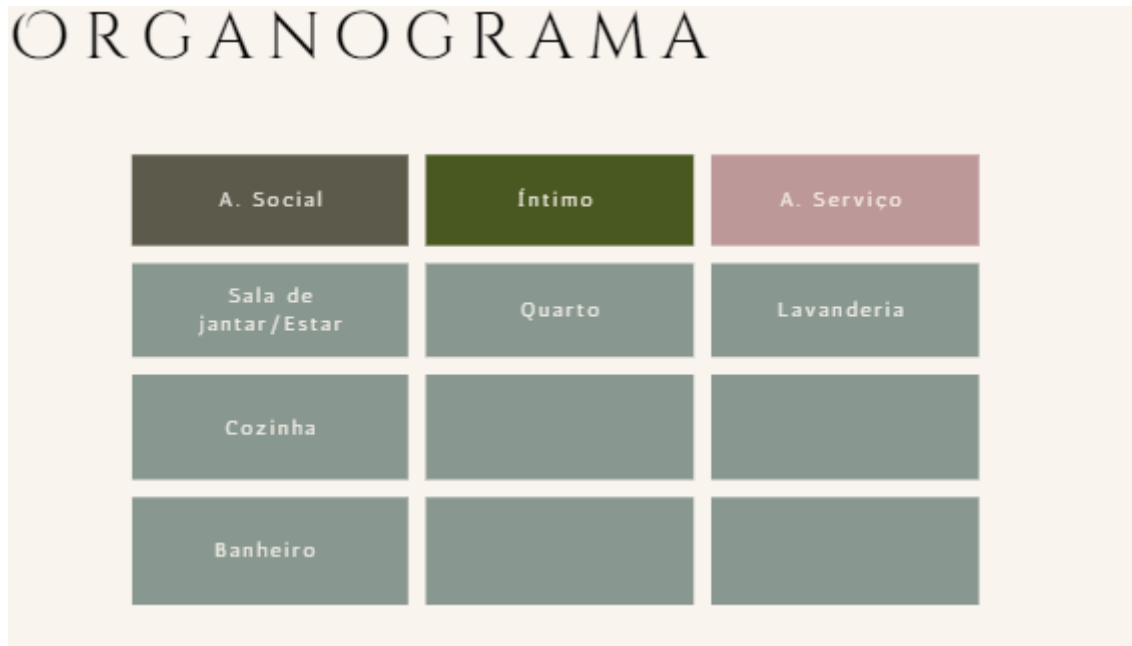 ORGANOGRAMA
A. Social
Íntimo
A. Serviço
Sala de
jantar/Estar
Quarto
Lavanderia
Cozinha
Banheiro